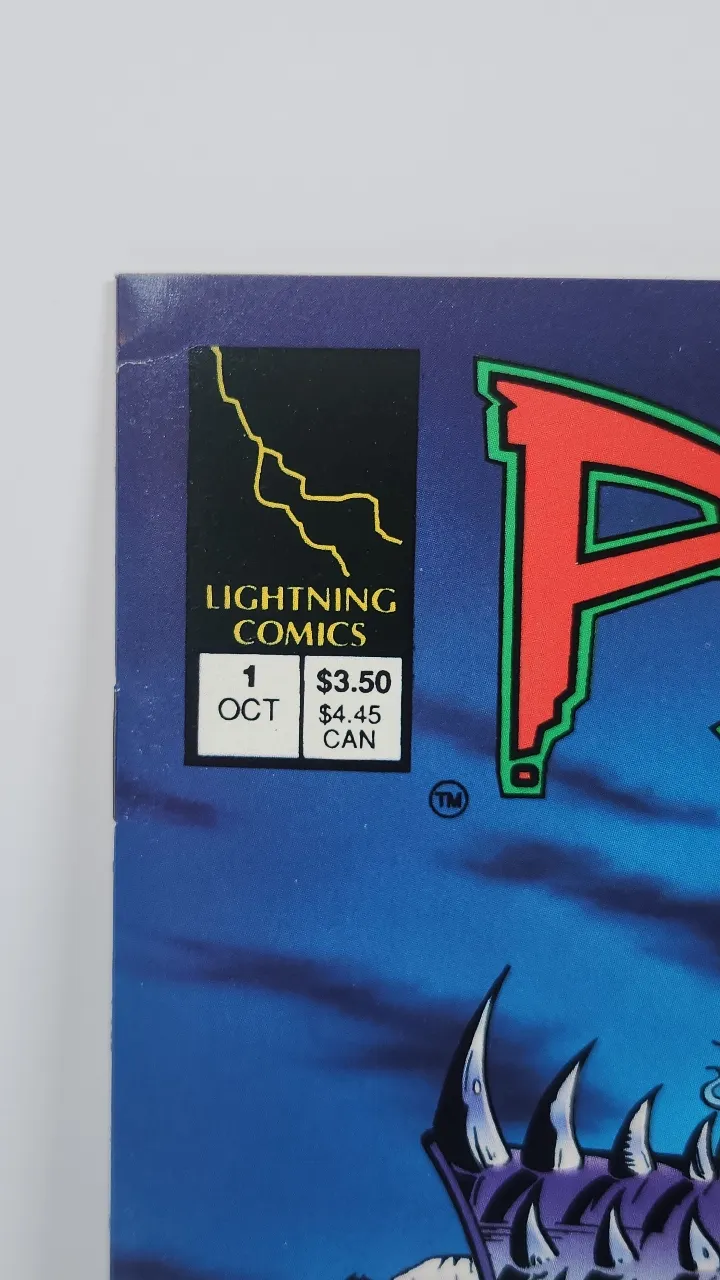 LIGHTNING
COMICS
1
OCT
$3.50
$4.45
CAN
TM
P